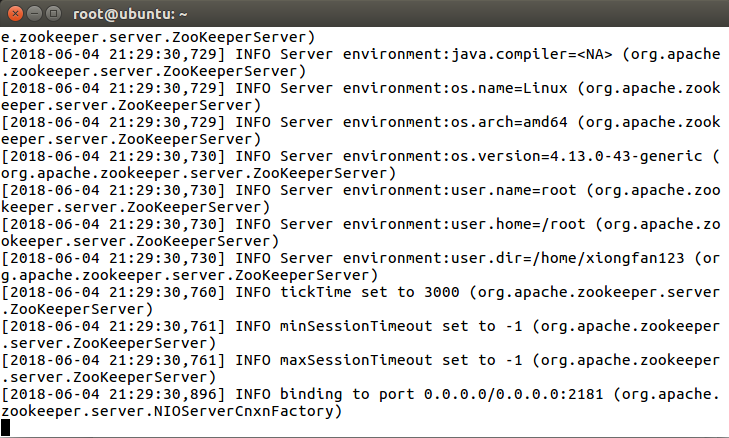 root@ubuntu: ~
e.zookeeper.server.ZooKeeperServer)
[2018-06-04 21:29:30,729] INFO Server environment:java.compiler=<NA> (org.apache
.zookeeper.server.ZooKeeperServer)
[2018-06-04 21:29:30,729] INFO Server environment:os.name=Linux (org.apache.zook
eeper.server.ZooKeeperServer)
[2018-06-04 21:29:30,729] INFO Server environment:os.arch=amd64 (org.apache.zook
eeper.server.ZooKeeperServer)
[2018-06-04 21:29:30,730] INFO Server environment:os.version=4.13.0-43-generic (
org.apache.zookeeper.server.ZooKeeperServer)
[2018-06-04 21:29:30,730] INFO Server environment:user.name=root (org.apache.zoo
keeper.server.ZooKeeperServer)
[2018-06-04 21:29:30,730] INFO Server environment:user.home=/root (org.apache.zo
okeeper.server.ZooKeeperServer)
[2018-06-04 21:29:30,730] INFO Server environment:user.dir=/home/xiongfan123 (or
g.apache.zookeeper.server.ZooKeeperServer)
[2018-06-04 21:29:30,760] INFO tickTime set to 3000 (org.apache.zookeeper.server
.ZooKeeperServer)
[2018-06-04 21:29:30,761] INFO minSessionTimeout set to -1 (org.apache.zookeeper
.server.ZooKeeperServer)
[2018-06-04 21:29:30,761] INFO maxSessionTimeout set to -1 (org.apache.zookeeper
.server.ZooKeeperServer)
[2018-06-04 21:29:30,896] INFO binding to port 0.0.0.0/0.0.0.0:2181 (org.apache.
zookeeper.server.NIOServerCnxnFactory)